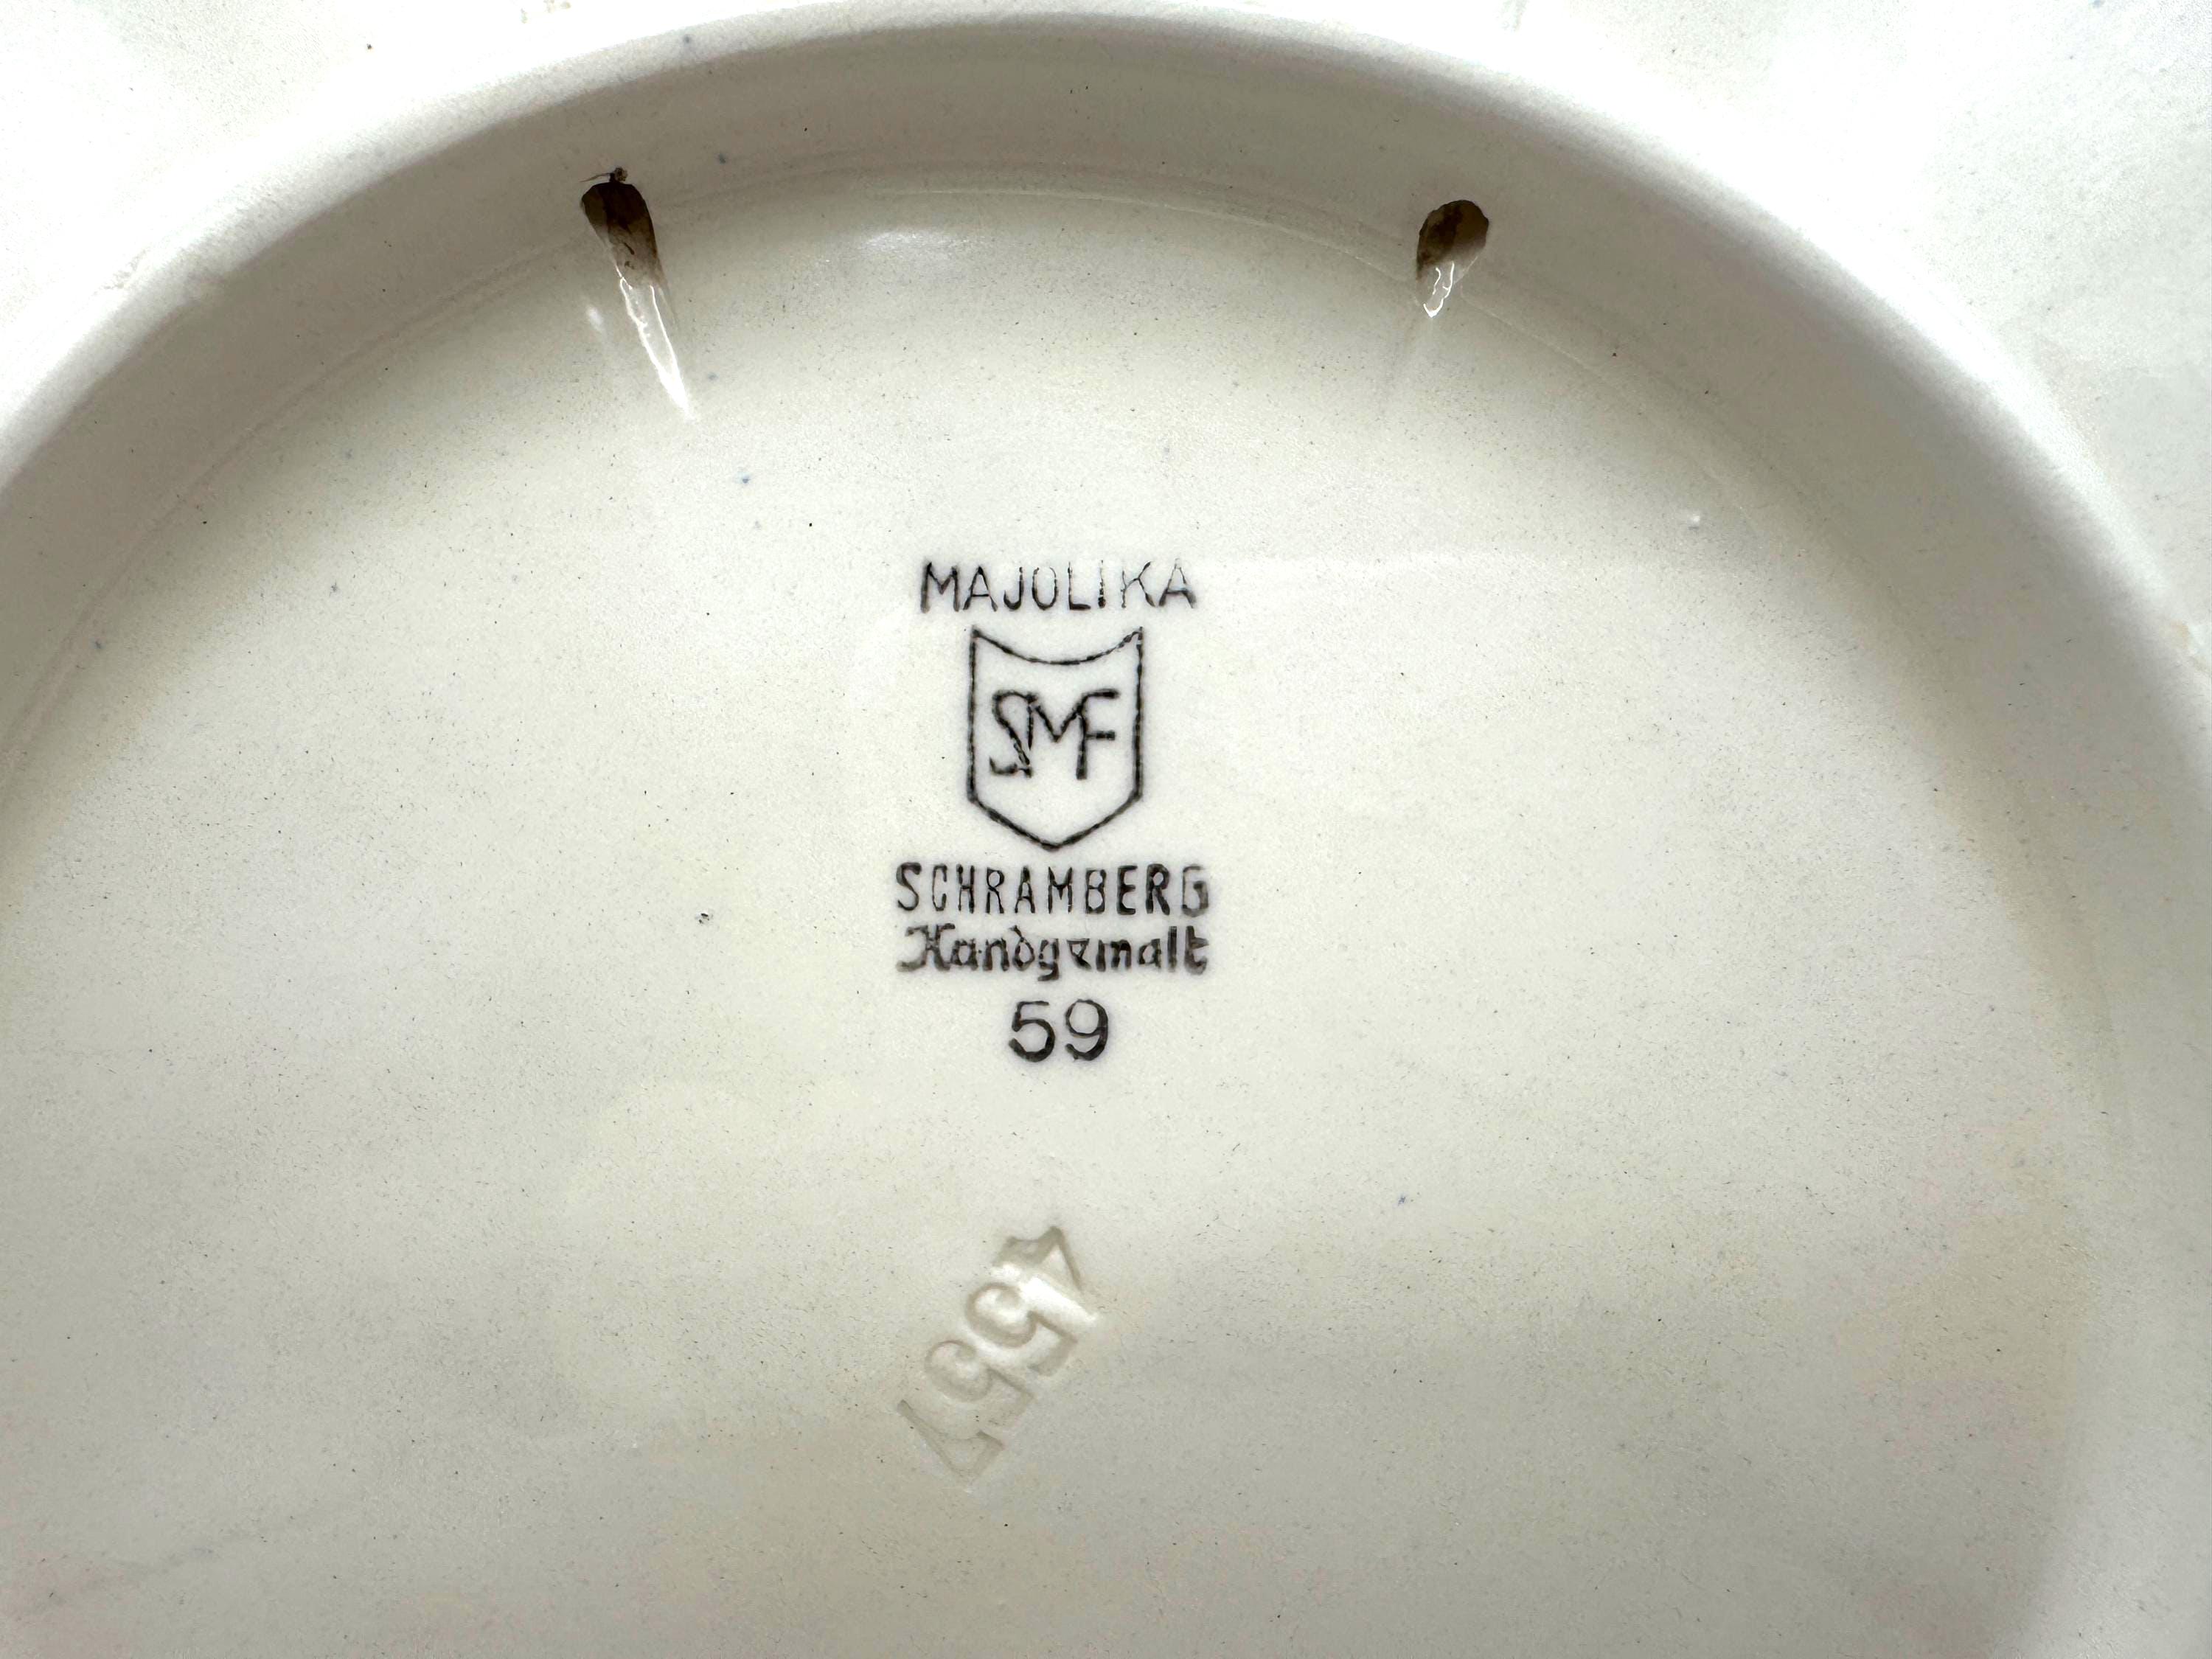 MAJOLIKA
SMF
SCHRAMBERG
Handgemalt
59
4557